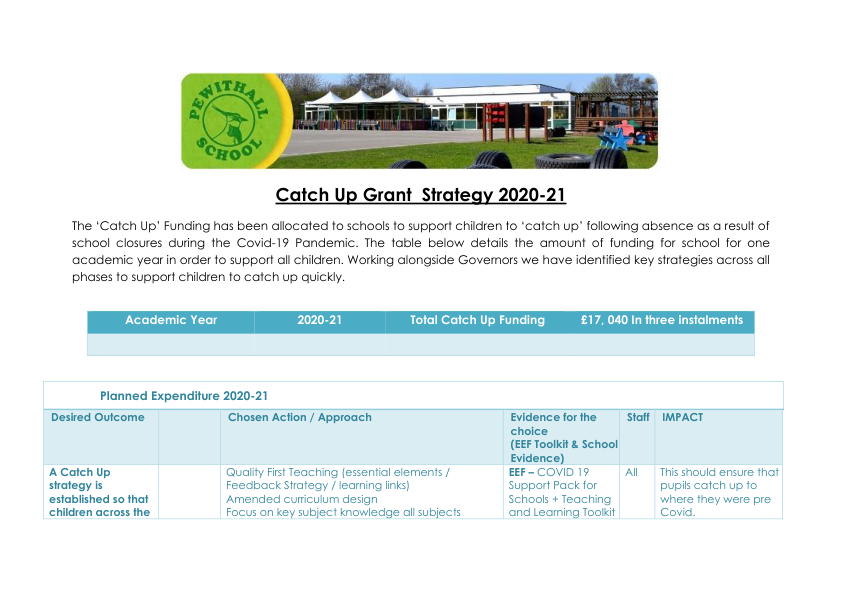 PEWITHALL
SCHOOL
Catch Up Grant  Strategy 2020-21
The ‘Catch Up’ Funding has been allocated to schools to support children to ‘catch up’ following absence as a result of
school closures during the Covid-19 Pandemic. The table below details the amount of funding for school for one
academic year in order to support all children. Working alongside Governors we have identified key strategies across all
phases to support children to catch up quickly.
Academic Year 2020-21 Total Catch Up Funding £17, 040 In three instalments
Planned Expenditure 2020-21
Desired Outcome Chosen Action / Approach Evidence for the Staff IMPACT
choice
(EEF Toolkit & School
Evidence)
A Catch Up Quality First Teaching (essential elements / EEF – COVID 19 All This should ensure that
strategy is Feedback Strategy / learning links) Support Pack for pupils catch up to
established so that Amended curriculum design Schools + Teaching where they were pre
children across the Focus on key subject knowledge all subjects and Learning Toolkit Covid.